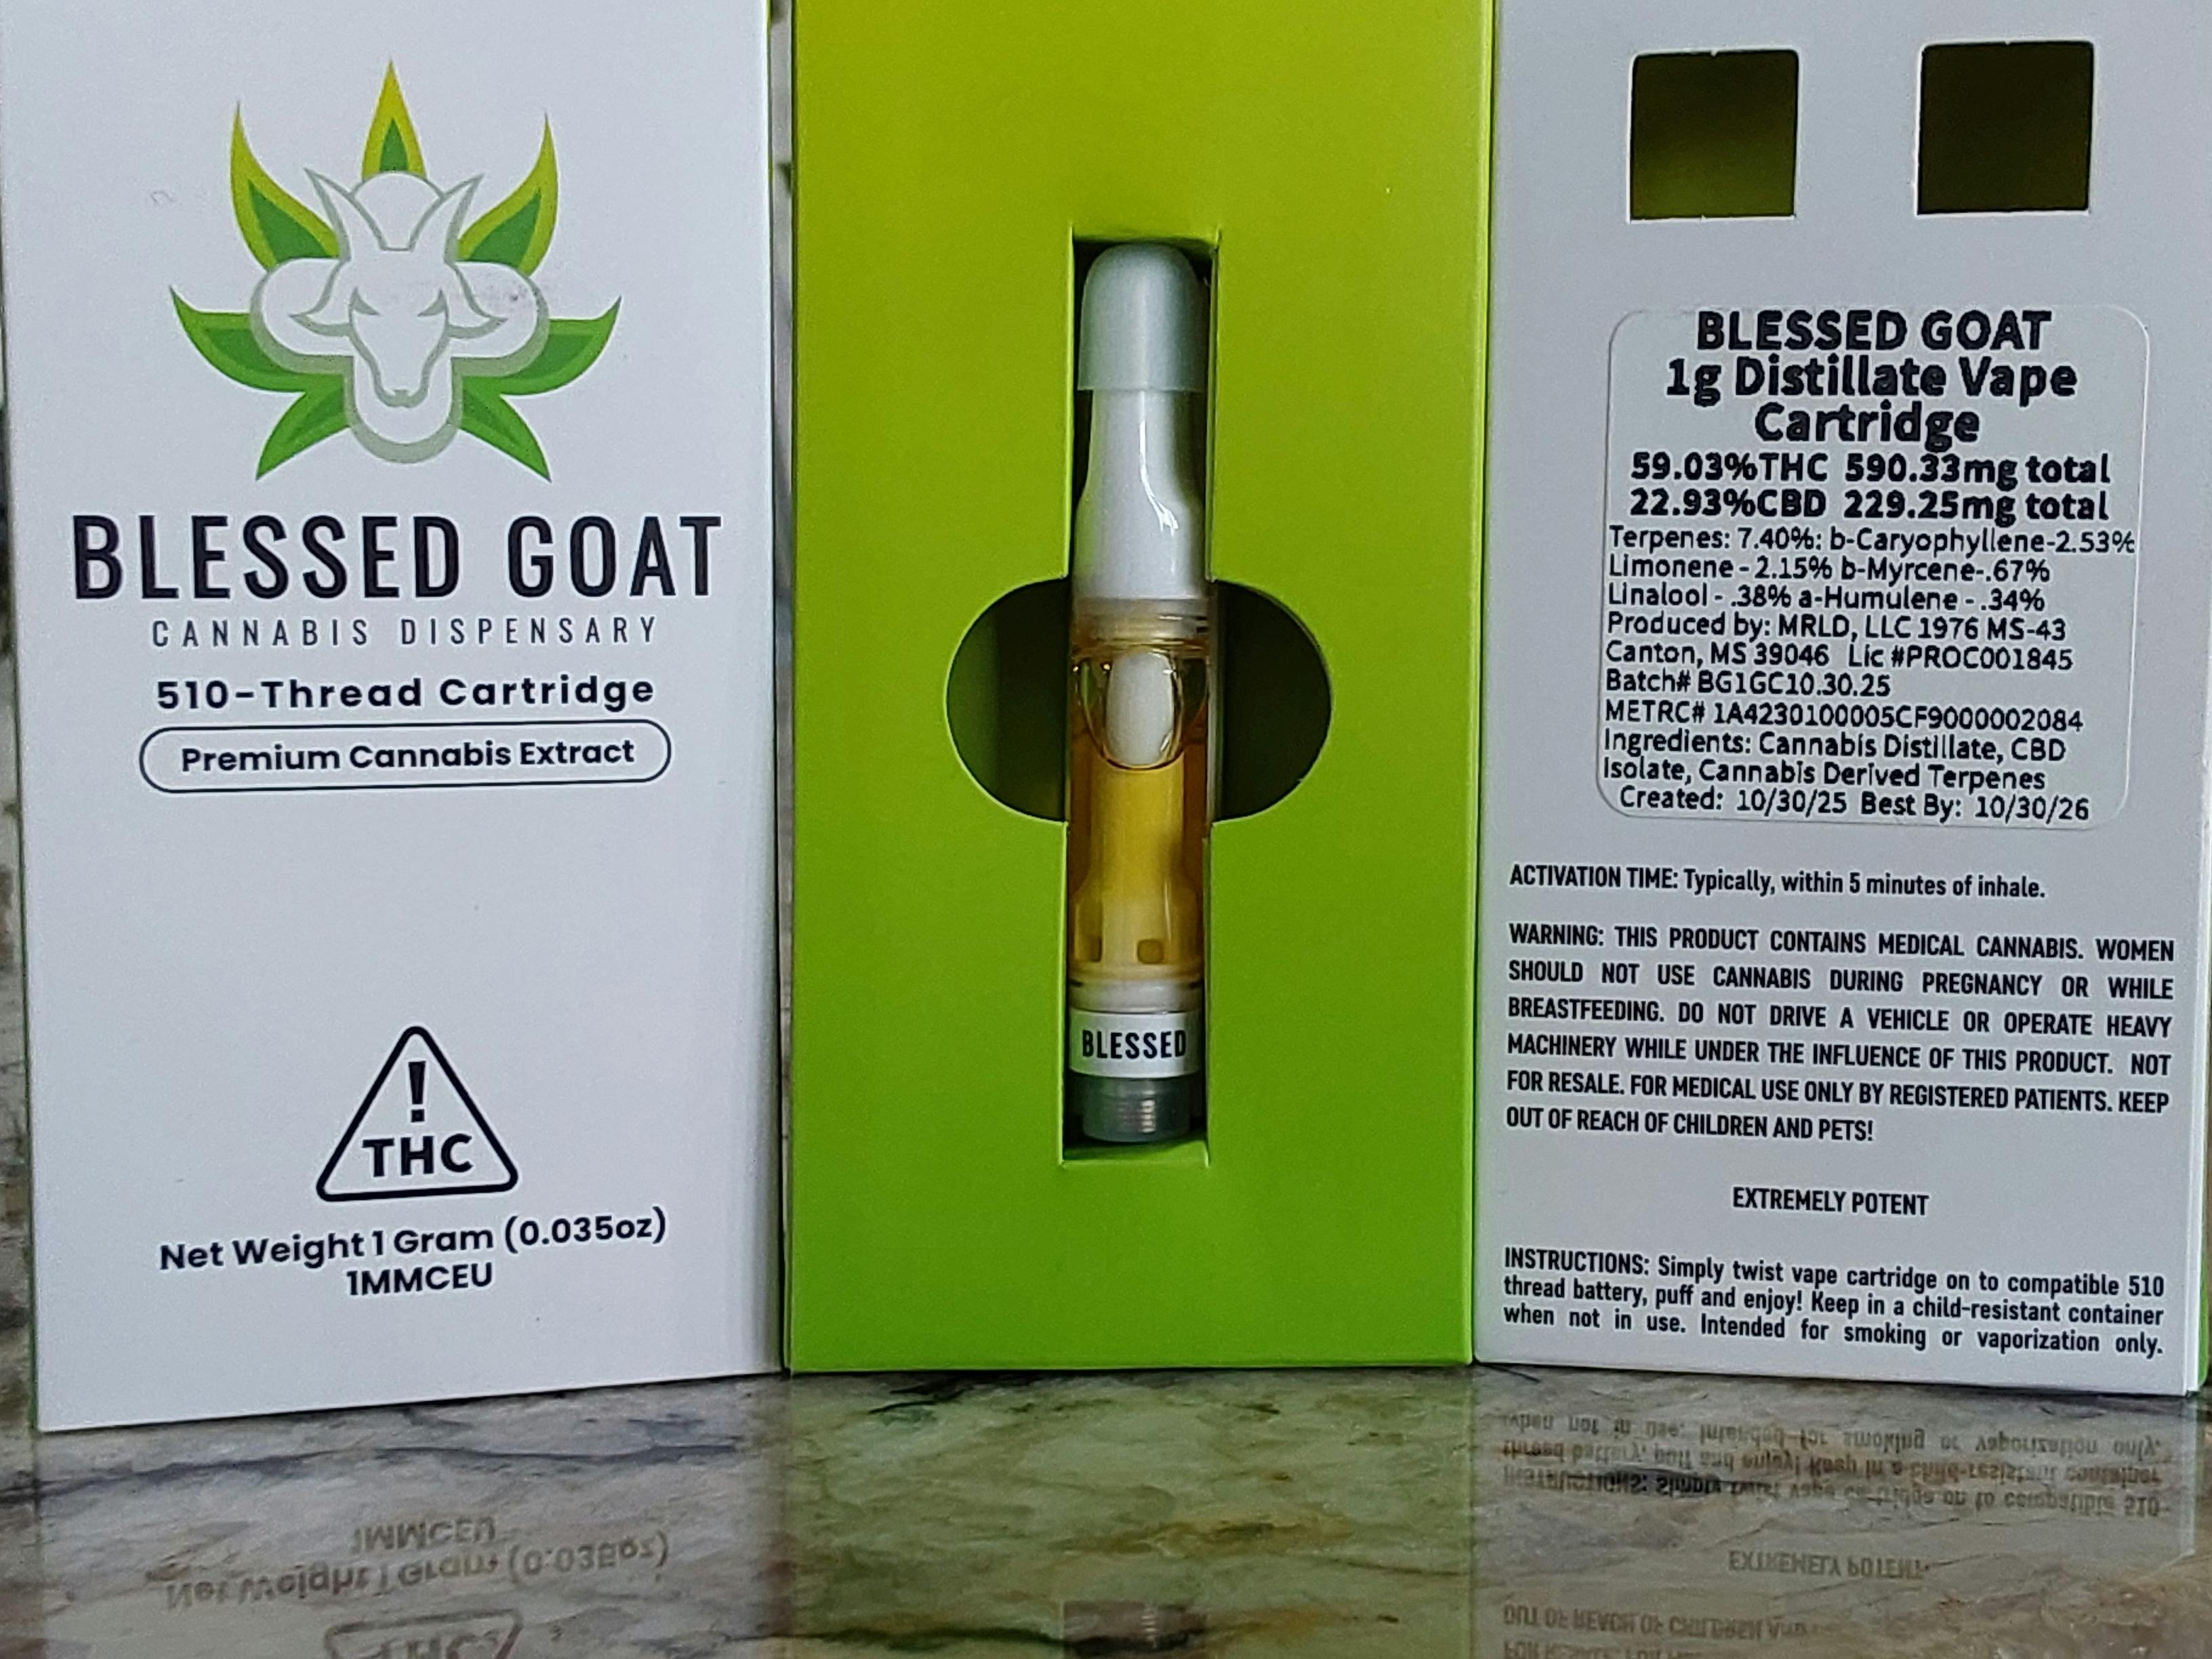 BLESSED GOAT
CANNABIS DISPENSARY
510-Thread Cartridge
Premium Cannabis Extract
!
THC
Net Weight 1 Gram (0.035oz)
1MMCEU
BLESSED
BLESSED GOAT
1g Distillate Vape
Cartridge
59.03%THC 590.33mg total
22.93%CBD 229.25mg total
Terpenes: 7.40%: b-Caryophyllene-2.53%
Limonene - 2.15% b-Myrcene-.67%
Linalool - .38% a-Humulene - .34%
Produced by: MRLD, LLC 1976 MS-43
Canton, MS 39046 Lic #PROC001845
Batch# BG1GC10.30.25
METRC# 1A4230100005CF9000002084
Ingredients: Cannabis Distillate, CBD
Isolate, Cannabis Derived Terpenes
Created: 10/30/25 Best By: 10/30/26
ACTIVATION TIME: Typically, within 5 minutes of inhale.
WARNING: THIS PRODUCT CONTAINS MEDICAL CANNABIS. WOMEN
SHOULD NOT USE CANNABIS DURING PREGNANCY OR WHILE
BREASTFEEDING. DO NOT DRIVE A VEHICLE OR OPERATE HEAVY
MACHINERY WHILE UNDER THE INFLUENCE OF THIS PRODUCT. NOT
FOR RESALE. FOR MEDICAL USE ONLY BY REGISTERED PATIENTS. KEEP
OUT OF REACH OF CHILDREN AND PETS!
EXTREMELY POTENT
INSTRUCTIONS: Simply twist vape cartridge on to compatible 510
thread battery, puff and enjoy! Keep in a child-resistant container
when not in use. Intended for smoking or vaporization only.